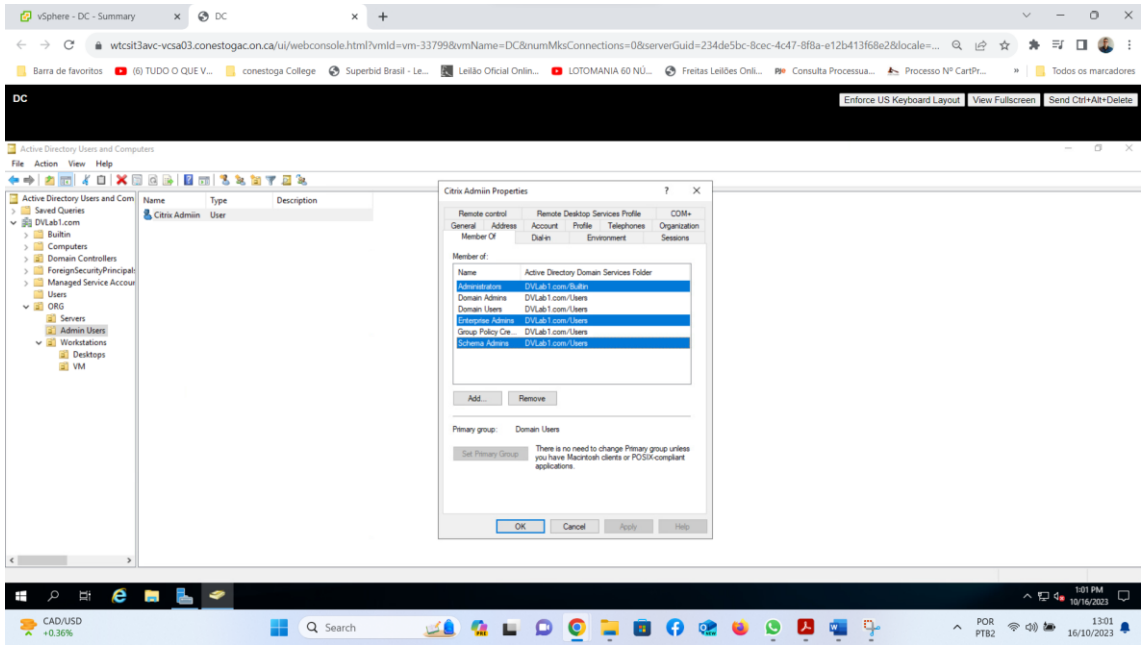 vSphere - DC - Summary
DC
wtcsit3avc-vcsa03.conestogac.on.ca/ui/webconsole.html?vmId=vm-33799&vmName=DC&numMksConnections=0&serverGuid=234de5bc-8cec-4c47-8f8a-e12b413f68e2&locale=...
Barra de favoritos (6) TUDO O QUE V... conestoga College Superbid Brasil - Le... Leilão Oficial Onlin... LOTOMANIA 60 NÚ... Freitas Leilões Onli... Consulta Processua... Processo Nº CartPr... » Todos os marcadores
DC
Enforce US Keyboard Layout View Fullscreen Send Ctrl+Alt+Delete
Active Directory Users and Computers
File Action View Help
Active Directory Users and Com
Saved Queries
DVLab1.com
Builtin
Computers
Domain Controllers
ForeignSecurityPrincipals
Managed Service Accour
Users
ORG
Servers
Admin Users
Workstations
Desktops
VM
Name Type Description
Citrix Admiin User
Citrix Admiin Properties
Remote control Remote Desktop Services Profile COM+
General Address Account Profile Telephones Organization
Member Of Dial-in Environment Sessions
Member of:
Name Active Directory Domain Services Folder
Administrators DVLab1.com/Builtin
Domain Admins DVLab1.com/Users
Domain Users DVLab1.com/Users
Enterprise Admins DVLab1.com/Users
Group Policy Cre... DVLab1.com/Users
Schema Admins DVLab1.com/Users
Add... Remove
Primary group: Domain Users
Set Primary Group
There is no need to change Primary group unless
you have Macintosh clients or POSIX-compliant
applications.
OK Cancel Apply Help
1:01 PM
10/16/2023
CAD/USD
+0.36%
Search
POR
PTB2
13:01
16/10/2023